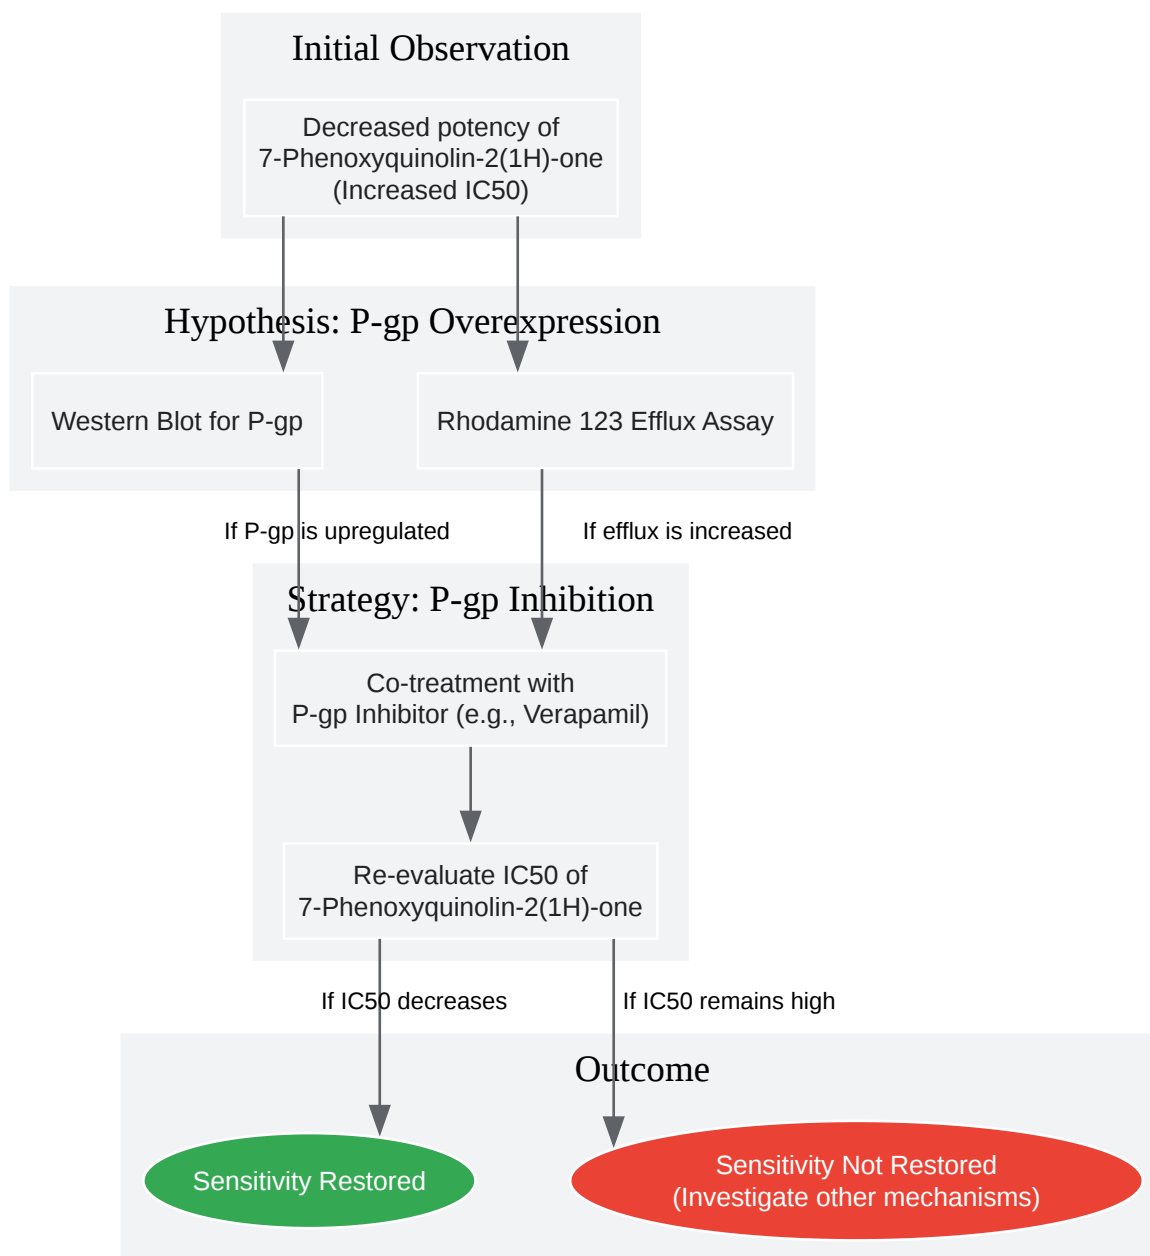 Initial Observation
Decreased potency of
7-Phenoxyquinolin-2(1H)-one
(Increased IC50)
Hypothesis: P-gp Overexpression
Western Blot for P-gp
Rhodamine 123 Efflux Assay
If P-gp is upregulated
If efflux is increased
Strategy: P-gp Inhibition
Co-treatment with
P-gp Inhibitor (e.g., Verapamil)
Re-evaluate IC50 of
7-Phenoxyquinolin-2(1H)-one
If IC50 decreases
If IC50 remains high
Outcome
Sensitivity Restored
Sensitivity Not Restored
(Investigate other mechanisms)